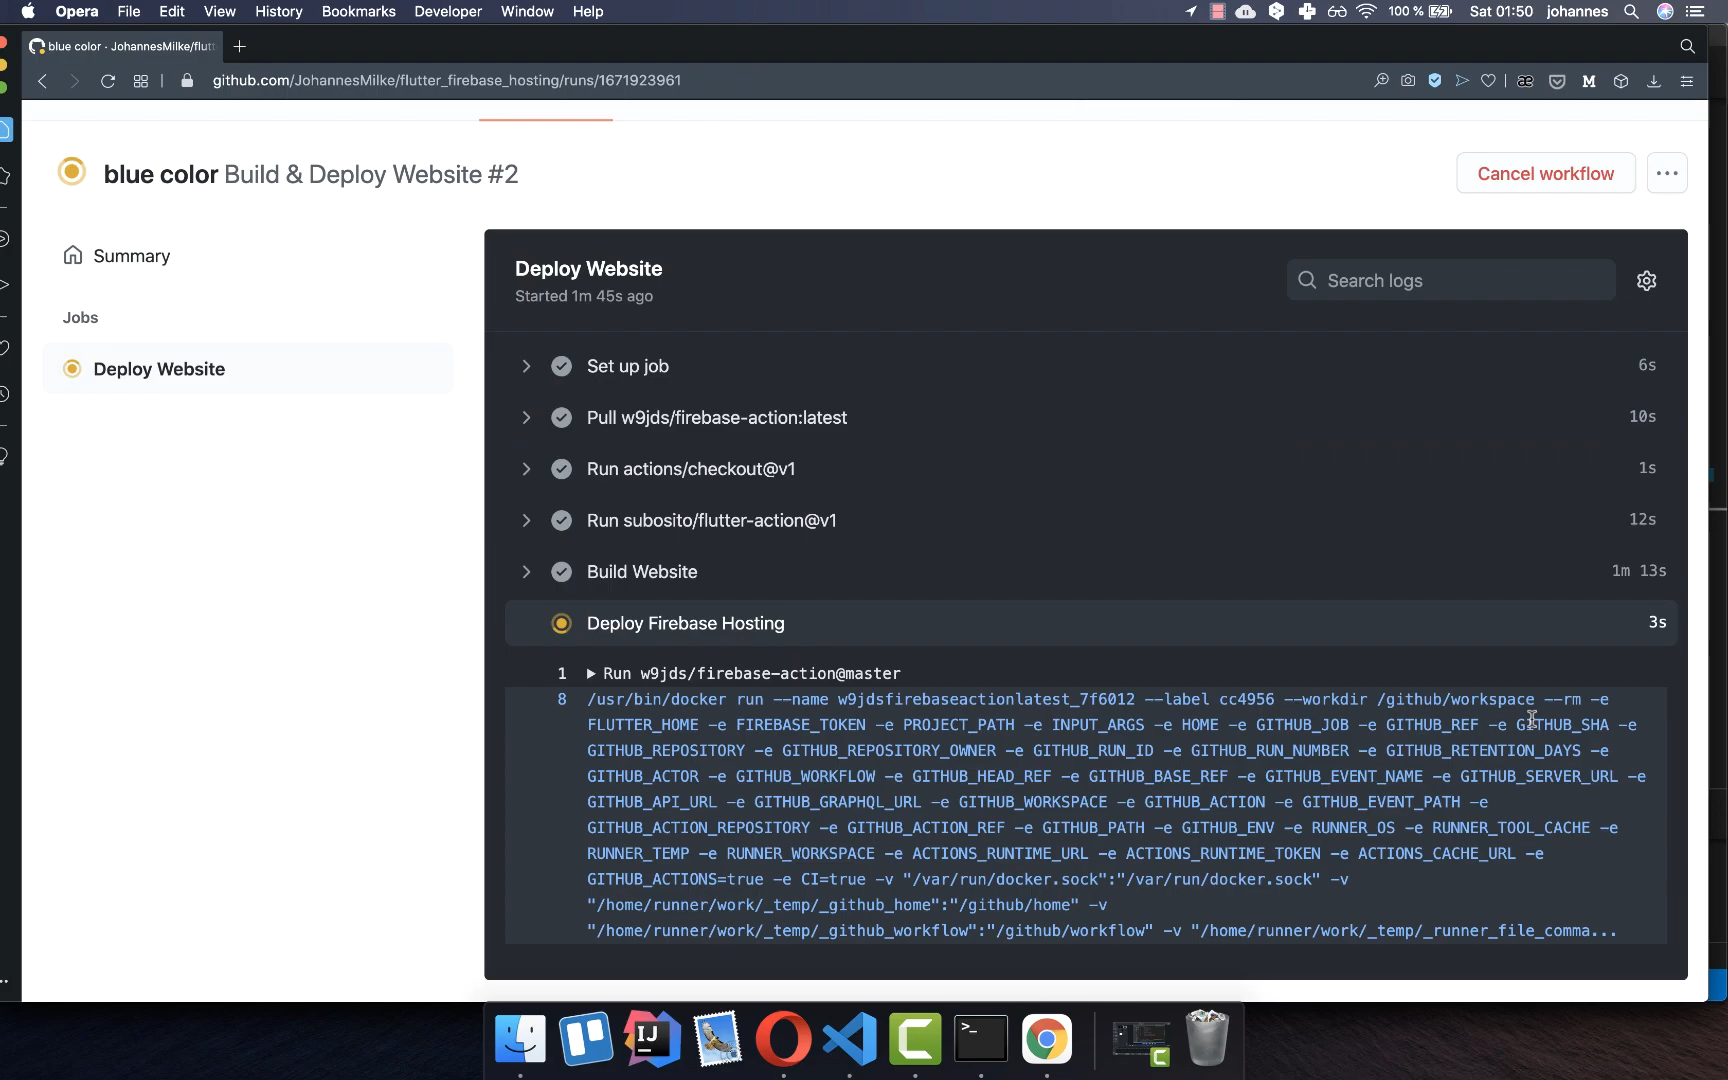 Opera File Edit View History Bookmarks Developer Window Help 100 % Sat 01:50 johannes
blue color · JohannesMilke/flutt
github.com/JohannesMilke/flutter_firebase_hosting/runs/1671923961
blue color Build & Deploy Website #2
Cancel workflow
Summary
Jobs
Deploy Website
Deploy Website
Started 1m 45s ago
Search logs
Set up job 6s
Pull w9jds/firebase-action:latest 10s
Run actions/checkout@v1 1s
Run subosito/flutter-action@v1 12s
Build Website 1m 13s
Deploy Firebase Hosting 3s
1 Run w9jds/firebase-action@master
8 /usr/bin/docker run --name w9jdsfirebaseactionlatest_7f6012 --label cc4956 --workdir /github/workspace --rm -e
FLUTTER_HOME -e FIREBASE_TOKEN -e PROJECT_PATH -e INPUT_ARGS -e HOME -e GITHUB_JOB -e GITHUB_REF -e GITHUB_SHA -e
GITHUB_REPOSITORY -e GITHUB_REPOSITORY_OWNER -e GITHUB_RUN_ID -e GITHUB_RUN_NUMBER -e GITHUB_RETENTION_DAYS -e
GITHUB_ACTOR -e GITHUB_WORKFLOW -e GITHUB_HEAD_REF -e GITHUB_BASE_REF -e GITHUB_EVENT_NAME -e GITHUB_SERVER_URL -e
GITHUB_API_URL -e GITHUB_GRAPHQL_URL -e GITHUB_WORKSPACE -e GITHUB_ACTION -e GITHUB_EVENT_PATH -e
GITHUB_ACTION_REPOSITORY -e GITHUB_ACTION_REF -e GITHUB_PATH -e GITHUB_ENV -e RUNNER_OS -e RUNNER_TOOL_CACHE -e
RUNNER_TEMP -e RUNNER_WORKSPACE -e ACTIONS_RUNTIME_URL -e ACTIONS_RUNTIME_TOKEN -e ACTIONS_CACHE_URL -e
GITHUB_ACTIONS=true -e CI=true -v "/var/run/docker.sock":"/var/run/docker.sock" -v
"/home/runner/work/_temp/_github_home":"/github/home" -v
"/home/runner/work/_temp/_github_workflow":"/github/workflow" -v "/home/runner/work/_temp/_runner_file_comma...
IJ